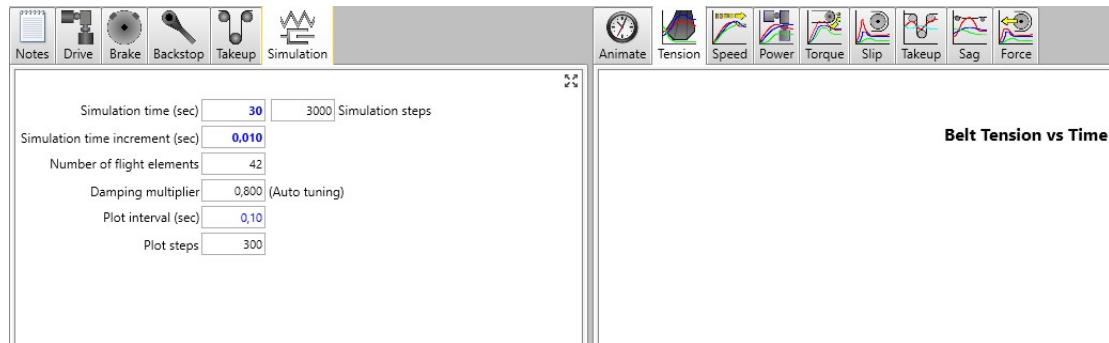 Notes Drive Brake Backstop Takeup Simulation
Animate Tension Speed Power Torque Slip Takeup Sag Force
Simulation time (sec) 30 3000 Simulation steps
Simulation time increment (sec) 0,010
Number of flight elements 42
Damping multiplier 0,800 (Auto tuning)
Plot interval (sec) 0,10
Plot steps 300
Belt Tension vs Time